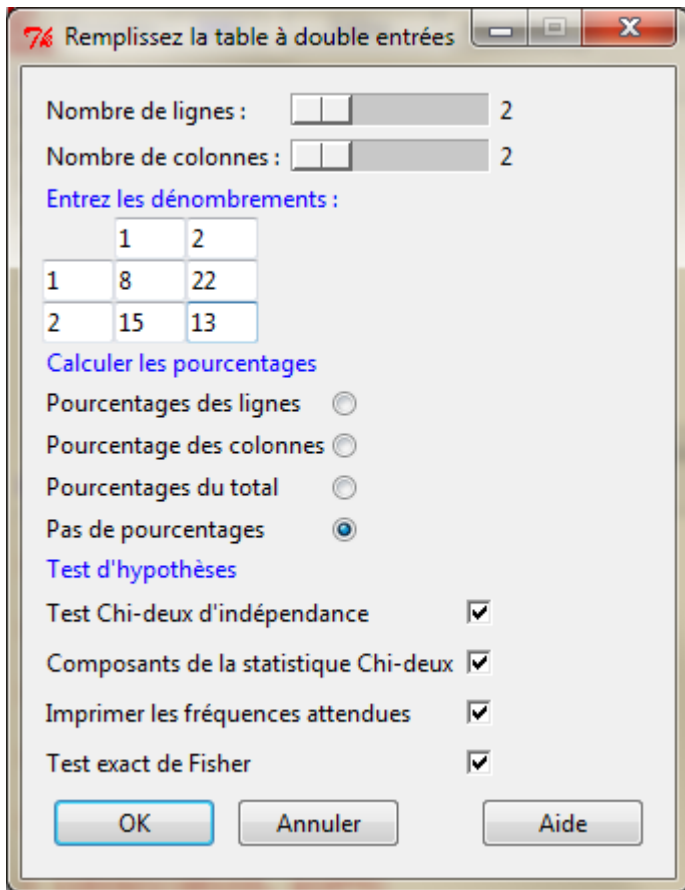 Remplissez la table à double entrées
Nombre de lignes : 2
Nombre de colonnes : 2
Entrez les dénombrements :
1 2
1 8 22
2 15 13
Calculer les pourcentages
Pourcentages des lignes
Pourcentage des colonnes
Pourcentages du total
Pas de pourcentages
Test d'hypothèses
Test Chi-deux d'indépendance
Composants de la statistique Chi-deux
Imprimer les fréquences attendues
Test exact de Fisher
OK Annuler Aide